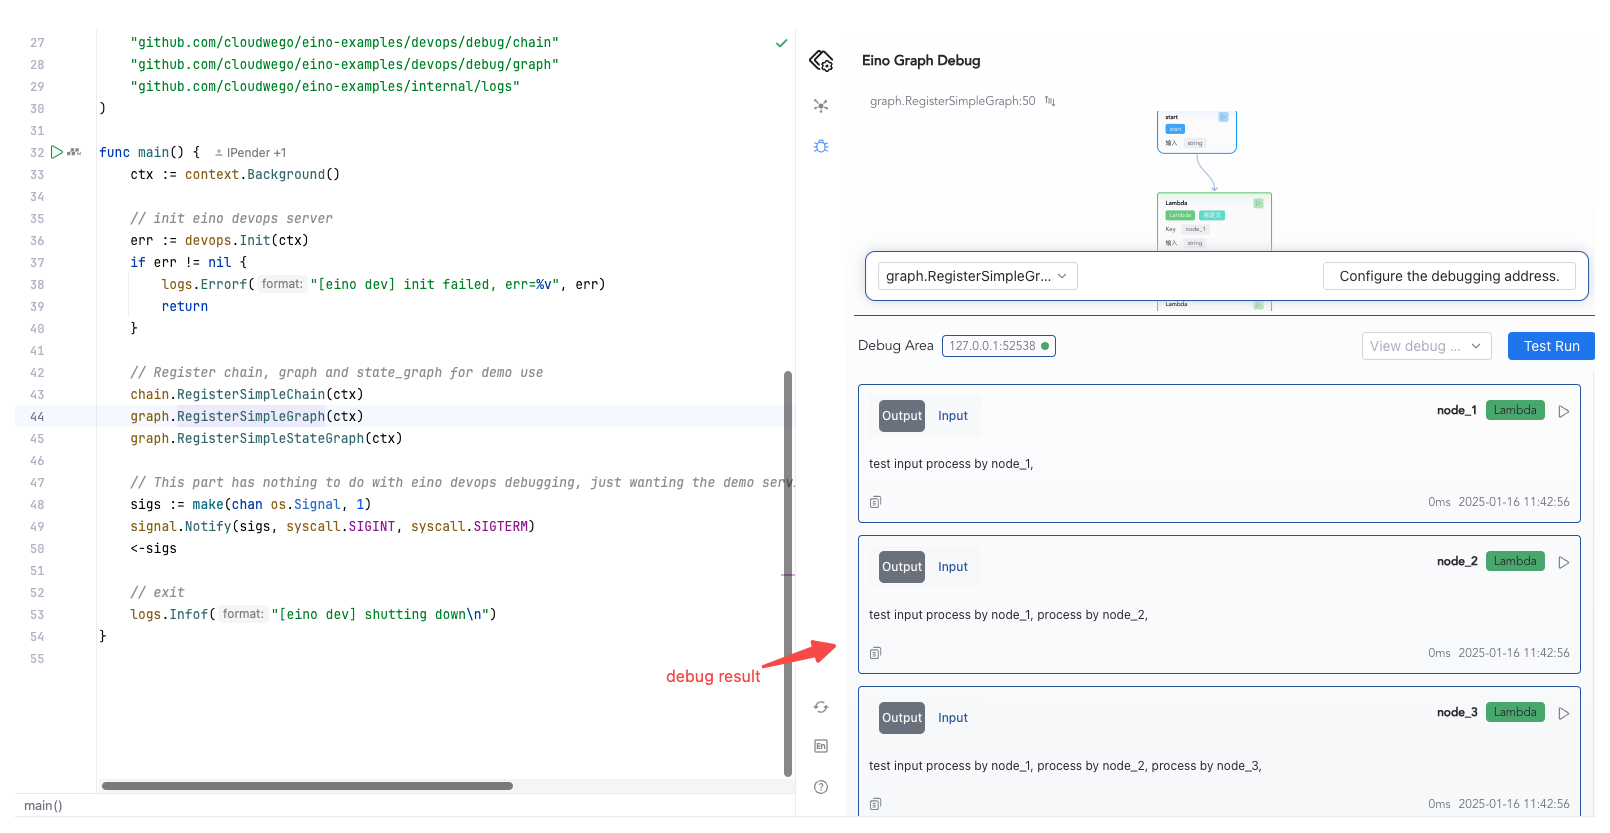 27 "github.com/cloudwego/eino-examples/devops/debug/chain"
28 "github.com/cloudwego/eino-examples/devops/debug/graph"
29 "github.com/cloudwego/eino-examples/internal/logs"
30 )
31
32 func main() { IPender +1
33 ctx := context.Background()
34
35 // init eino devops server
36 err := devops.Init(ctx)
37 if err != nil {
38 logs.Errorf( format: "[eino dev] init failed, err=%v", err)
39 return
40 }
41
42 // Register chain, graph and state_graph for demo use
43 chain.RegisterSimpleChain(ctx)
44 graph.RegisterSimpleGraph(ctx)
45 graph.RegisterSimpleStateGraph(ctx)
46
47 // This part has nothing to do with eino devops debugging, just wanting the demo serv
48 sigs := make(chan os.Signal, 1)
49 signal.Notify(sigs, syscall.SIGINT, syscall.SIGTERM)
50 <-sigs
51
52 // exit
53 logs.Infof( format: "[eino dev] shutting down\n")
54 }
55
main()
debug result
En
Eino Graph Debug
graph.RegisterSimpleGraph:50
start
start
输入 string
Lambda
Lambda 自定义
Key node_1
输入 string
graph.RegisterSimpleGr... Configure the debugging address.
Lambda
Debug Area 127.0.0.1:52538 View debug ... Test Run
Output Input node_1 Lambda
test input process by node_1,
0ms 2025-01-16 11:42:56
Output Input node_2 Lambda
test input process by node_1, process by node_2,
0ms 2025-01-16 11:42:56
Output Input node_3 Lambda
test input process by node_1, process by node_2, process by node_3,
0ms 2025-01-16 11:42:56